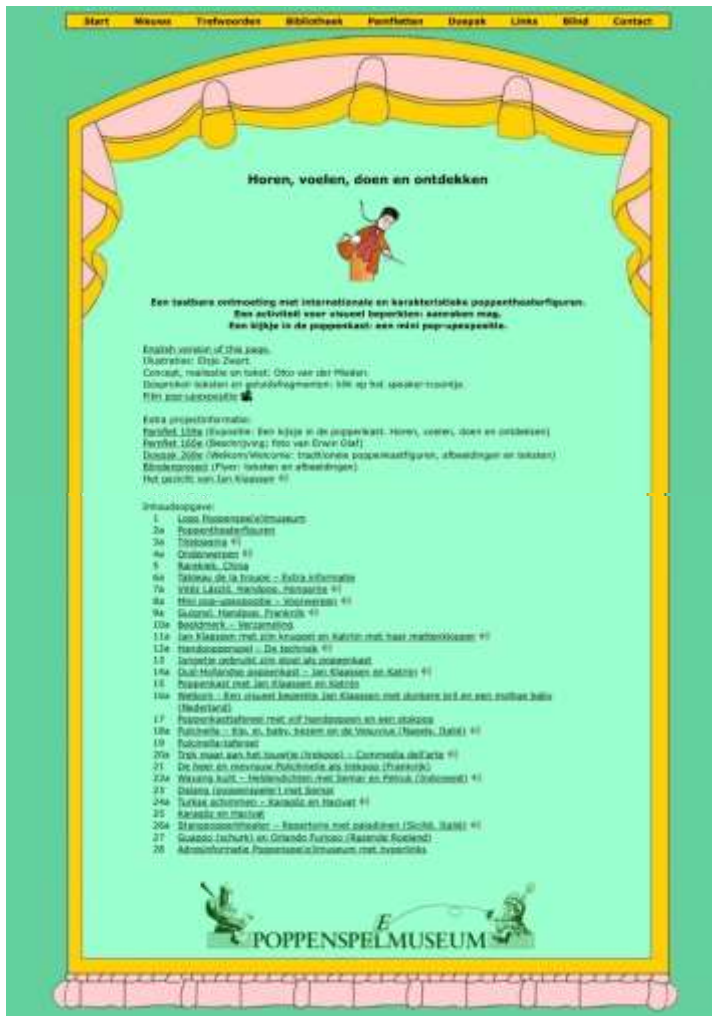 Start Nieuws Trefwoorden Bibliotheek Pamfletten Doepak Links Blind Contact
Horen, voelen, doen en ontdekken
Een tastbare ontmoeting met internationale en karakteristieke poppentheaterfiguren.
Een activiteit voor visueel beperkten: aanraken mag.
Een kijkje in de poppenkast: een mini pop-upexpositie.
English version of this page.
Illustraties: Elsje Zwart.
Concept, realisatie en tekst: Otto van der Mieden.
Gesproken teksten en geluidsfragmenten: klik op het speaker-icoontje.
Film pop-upexpositie
Extra projectinformatie:
Pamflet 159a (Expositie: Een kijkje in de poppenkast. Horen, voelen, doen en ontdekken)
Pamflet 160a (Beschrijving; foto van Erwin Olaf)
Doepak 260a (Welkom/Welcome: traditionele poppenkastfiguren, afbeeldingen en teksten)
Blindenproject (Flyer: teksten en afbeeldingen)
Het gezicht van Jan Klaassen
Inhoudsopgave:
1 Logo Poppenspe(e)lmuseum
2a Poppentheaterfiguren
3a Titelpagina
4a Onderwerpen
5 Rarekiek, China
6a Tableau de la troupe – Extra informatie
7a Vitéz László, Handpop, Hongarije
8a Mini pop-upexpositie – Voorwerpen
9a Guignol, Handpop, Frankrijk
10a Beeldmerk – Verzameling
11a Jan Klaassen met zijn knuppel en Katrijn met haar mattenklopper
12a Handpoppenspel – De techniek
13 Jongetje gebruikt zijn stoel als poppenkast
14a Oud-Hollandse poppenkast – Jan Klaassen en Katrijn
15 Poppenkast met Jan Klaassen en Katrijn
16a Welkom - Een visueel beperkte Jan Klaassen met donkere bril en een mollige baby
(Nederland)
17 Poppenkasttafereel met vijf handpoppen en een stokpop
18a Pulcinella – Kip, ei, baby, bezem en de Vesuvius (Napels, Italië)
19 Pulcinella-tafereel
20a Trek maar aan het touwtje (trekpop) – Commedia dell'arte
21 De heer en mevrouw Polichinelle als trekpop (Frankrijk)
22a Wayang kulit – Heldendichten met Semar en Petruk (Indonesië)
23 Dalang (poppenspeler) met Semar
24a Turkse schimmen – Karagöz en Hacivat
25 Karagöz en Hacivat
26a Stangpoppentheater – Repertoire met paladijnen (Sicilië, Italië)
27 Guappo (schurk) en Orlando Furioso (Razende Roeland)
28 Adresinformatie Poppenspe(e)lmuseum met hyperlinks
E
POPPENSPELMUSEUM